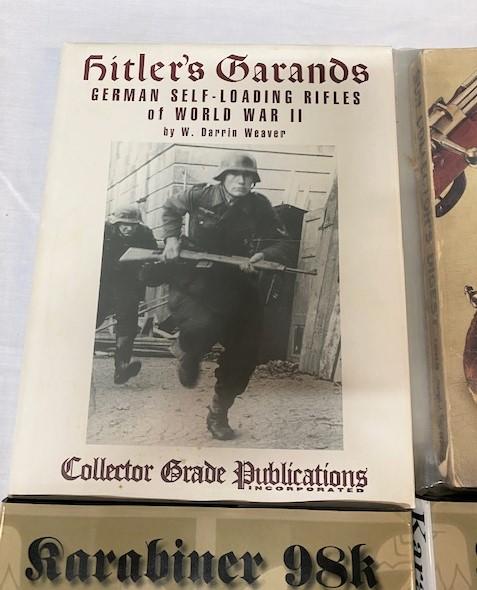 Hitler's Garands
GERMAN SELF-LOADING RIFLES
of WORLD WAR II
by W. Darrin Weaver
Collector Grade Publications
INCORPORATED
Karabiner 98k